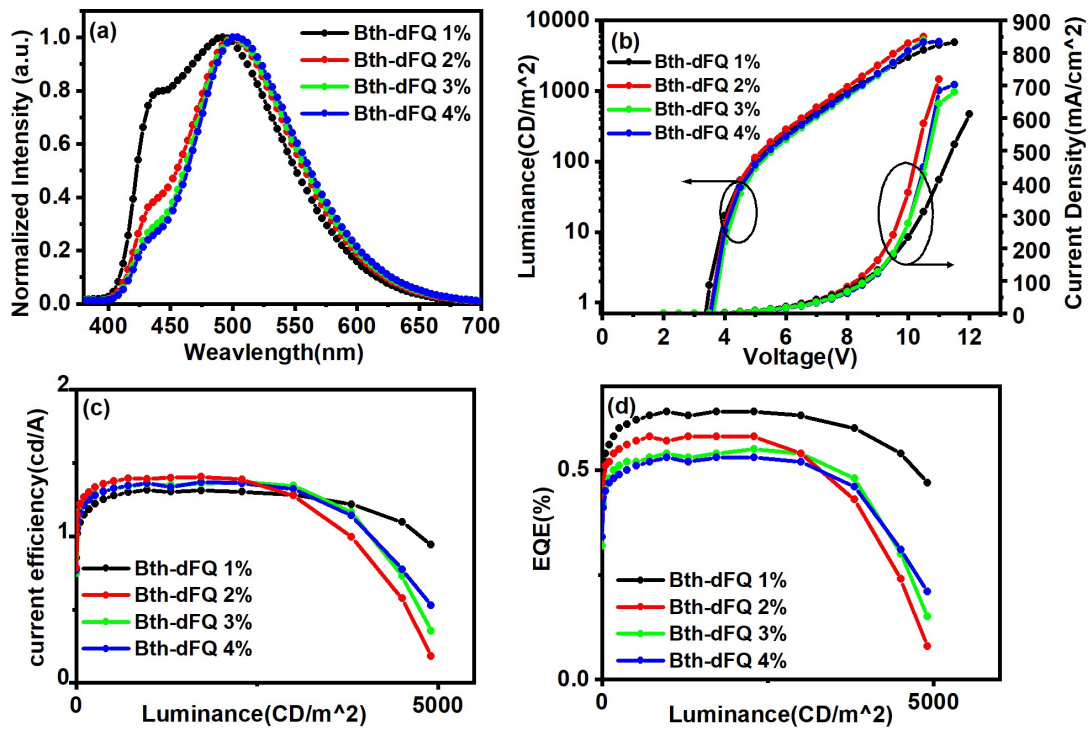 (a)
Bth-dFQ 1%
Bth-dFQ 2%
Bth-dFQ 3%
Bth-dFQ 4%
Normalized Intensity (a.u.)
1.0
0.8
0.6
0.4
0.2
0.0
400 450 500 550 600 650 700
Weavlength(nm)
(b)
Bth-dFQ 1%
Bth-dFQ 2%
Bth-dFQ 3%
Bth-dFQ 4%
Luminance(CD/m^2)
10000
1000
100
10
1
0 2 4 6 8 10 12
Voltage(V)
900
800
700
600
500
400
300
200
100
0
Current Density(mA/cm^2)
(c)
current efficiency(cd/A)
2
1
0
Bth-dFQ 1%
Bth-dFQ 2%
Bth-dFQ 3%
Bth-dFQ 4%
0 5000
Luminance(CD/m^2)
(d)
EQE(%)
0.5
0.0
Bth-dFQ 1%
Bth-dFQ 2%
Bth-dFQ 3%
Bth-dFQ 4%
0 5000
Luminance(CD/m^2)